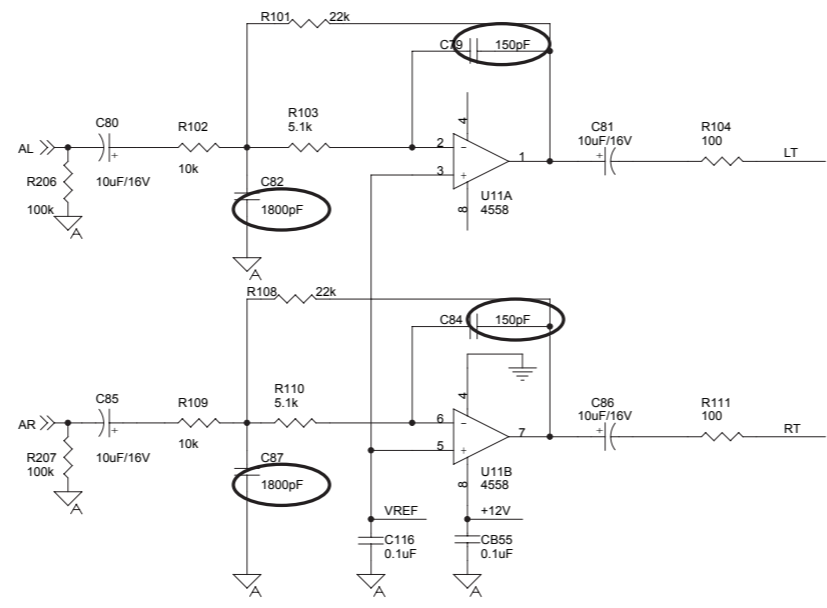 R101 22k
C79 150pF
4
C80
R102
R103
5.1k
C81
10uF/16V
R104
100
AL
2
-
1
LT
10uF/16V
10k
3
+
R206
100k
C82
1800pF
U11A
4558
8
A
A
R108 22k
C84 150pF
4
C85
R109
R110
5.1k
C86
10uF/16V
R111
100
AR
6
-
7
RT
10uF/16V
10k
5
+
R207
100k
C87
1800pF
U11B
4558
8
A
VREF
+12V
C116
0.1uF
CB55
0.1uF
A
A
A